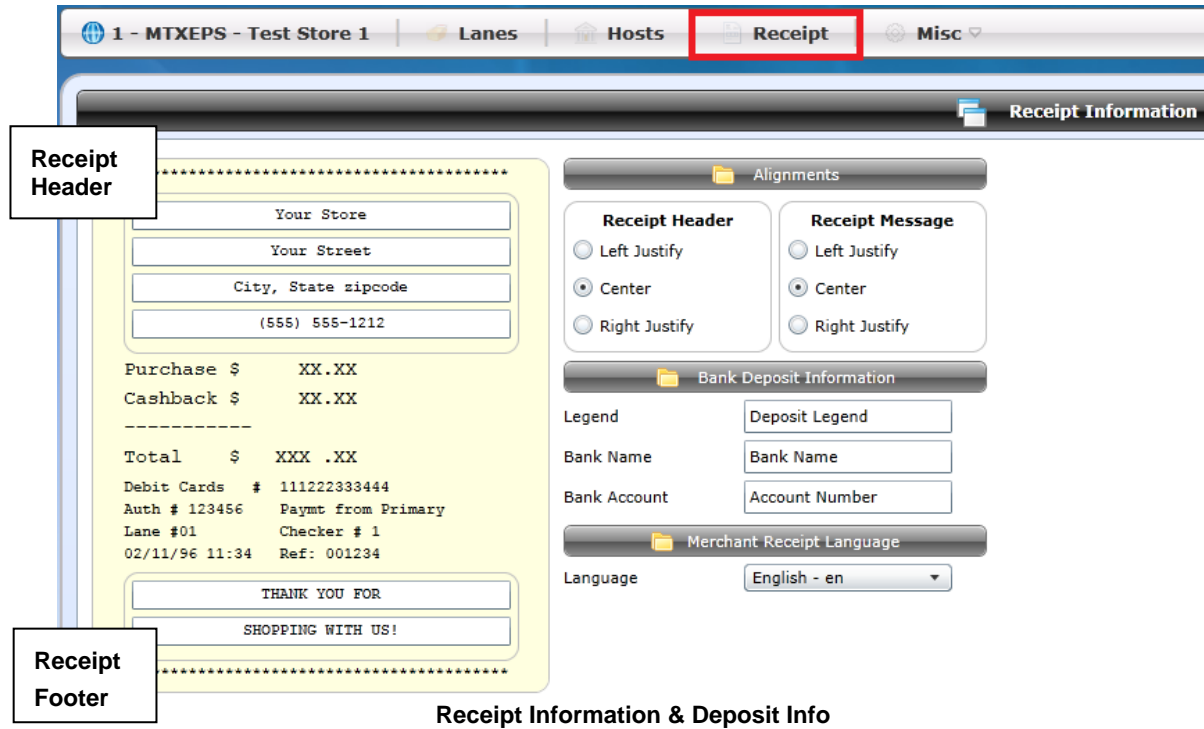 1 - MTXEPS - Test Store 1 Lanes Hosts Receipt Misc
Receipt Information
Receipt
Header
****************************************
Your Store
Your Street
City, State zipcode
(555) 555-1212
Purchase $ XX.XX
Cashback $ XX.XX
-----------
Total $ XXX .XX
Debit Cards # 111222333444
Auth # 123456 Paymt from Primary
Lane #01 Checker # 1
02/11/96 11:34 Ref: 001234
THANK YOU FOR
SHOPPING WITH US!
****************************************
Receipt
Footer
Alignments
Receipt Header
Left Justify
Center
Right Justify
Receipt Message
Left Justify
Center
Right Justify
Bank Deposit Information
Legend Deposit Legend
Bank Name Bank Name
Bank Account Account Number
Merchant Receipt Language
Language English - en
Receipt Information & Deposit Info